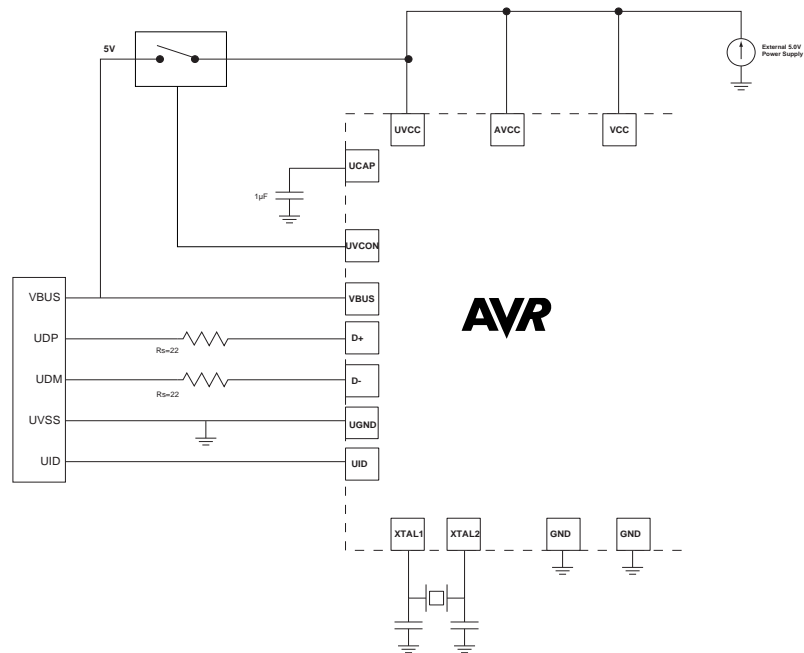 5V
External 5.0V
Power Supply
UVCC
AVCC
VCC
UCAP
1µF
UVCON
VBUS
VBUS
UDP
Rs=22
D+
UDM
Rs=22
D-
UVSS
UGND
UID
UID
AVR
XTAL1
XTAL2
GND
GND